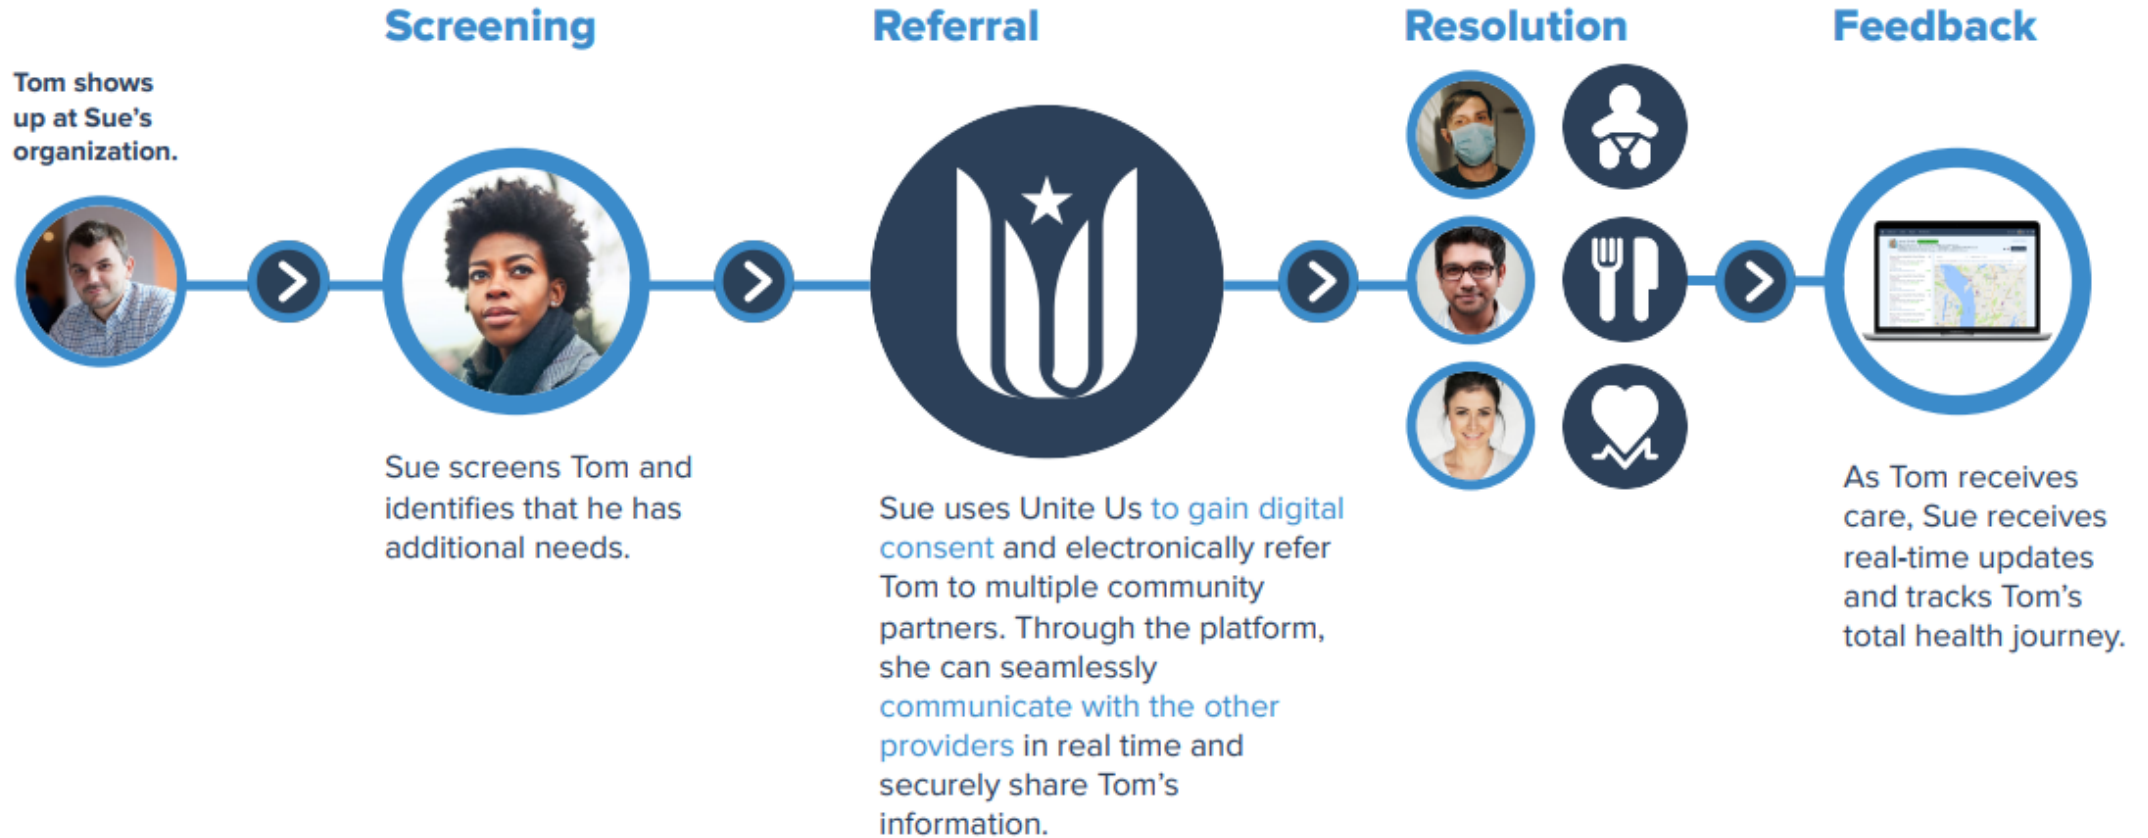 Screening
Referral
Resolution
Feedback
Tom shows
up at Sue's
organization.
Sue screens Tom and
identifies that he has
additional needs.
Sue uses Unite Us to gain digital
consent and electronically refer
Tom to multiple community
partners. Through the platform,
she can seamlessly
communicate with the other
providers in real time and
securely share Tom's
information.
As Tom receives
care, Sue receives
real-time updates
and tracks Tom's
total health journey.